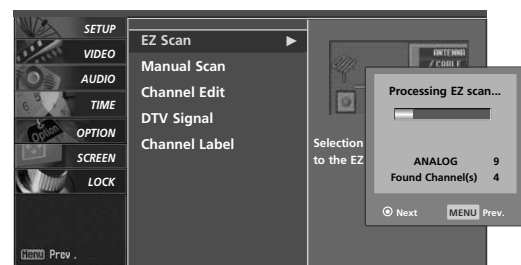 SETUP
VIDEO
AUDIO
TIME
OPTION
SCREEN
LOCK
Menu Prev.
EZ Scan
Manual Scan
Channel Edit
DTV Signal
Channel Label
ANTENNA
/ CABLE
Selection
to the EZ
Processing EZ scan...
ANALOG 9
Found Channel(s) 4
Next MENU Prev.